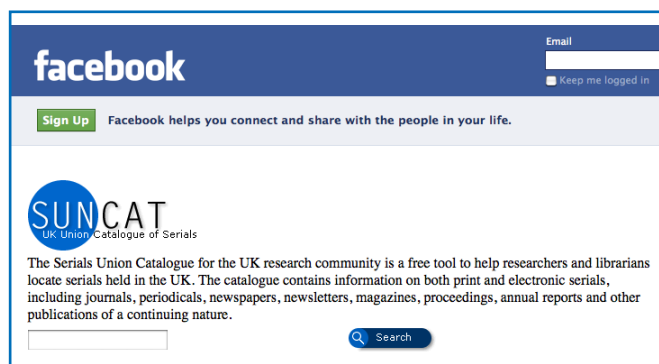 Email
facebook
Keep me logged in
Sign Up Facebook helps you connect and share with the people in your life.
SUNCAT
UK Union Catalogue of Serials
The Serials Union Catalogue for the UK research community is a free tool to help researchers and librarians
locate serials held in the UK. The catalogue contains information on both print and electronic serials,
including journals, periodicals, newspapers, newsletters, magazines, proceedings, annual reports and other
publications of a continuing nature.
Search